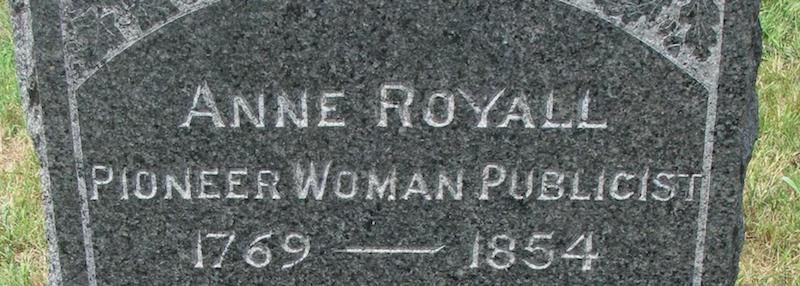 ANNE ROYALL
PIONEER WOMAN PUBLICIST
1769 — 1854